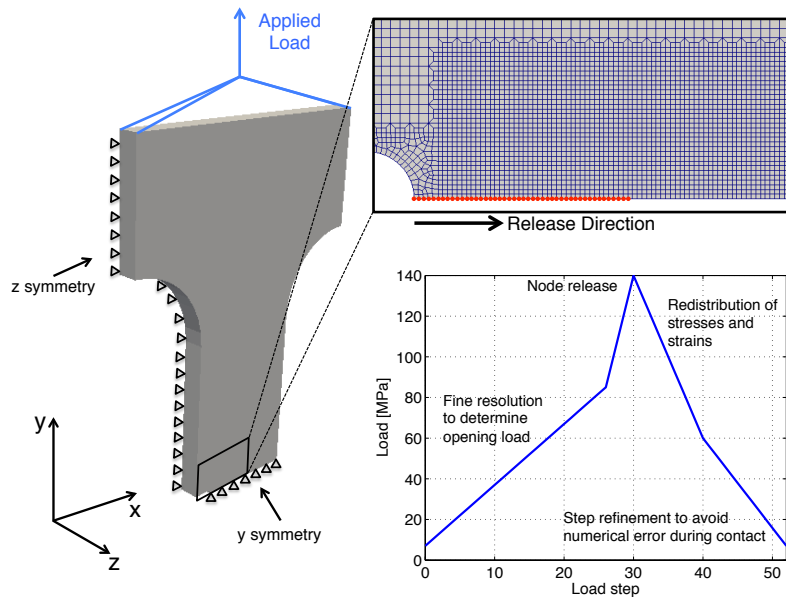 Applied
Load
z symmetry
y
x
z
y symmetry
Release Direction
Load [MPa]
140
120
100
80
60
40
20
0
Node release
Redistribution of
stresses and
strains
Fine resolution
to determine
opening load
Step refinement to avoid
numerical error during contact
0
10
20
30
40
50
Load step